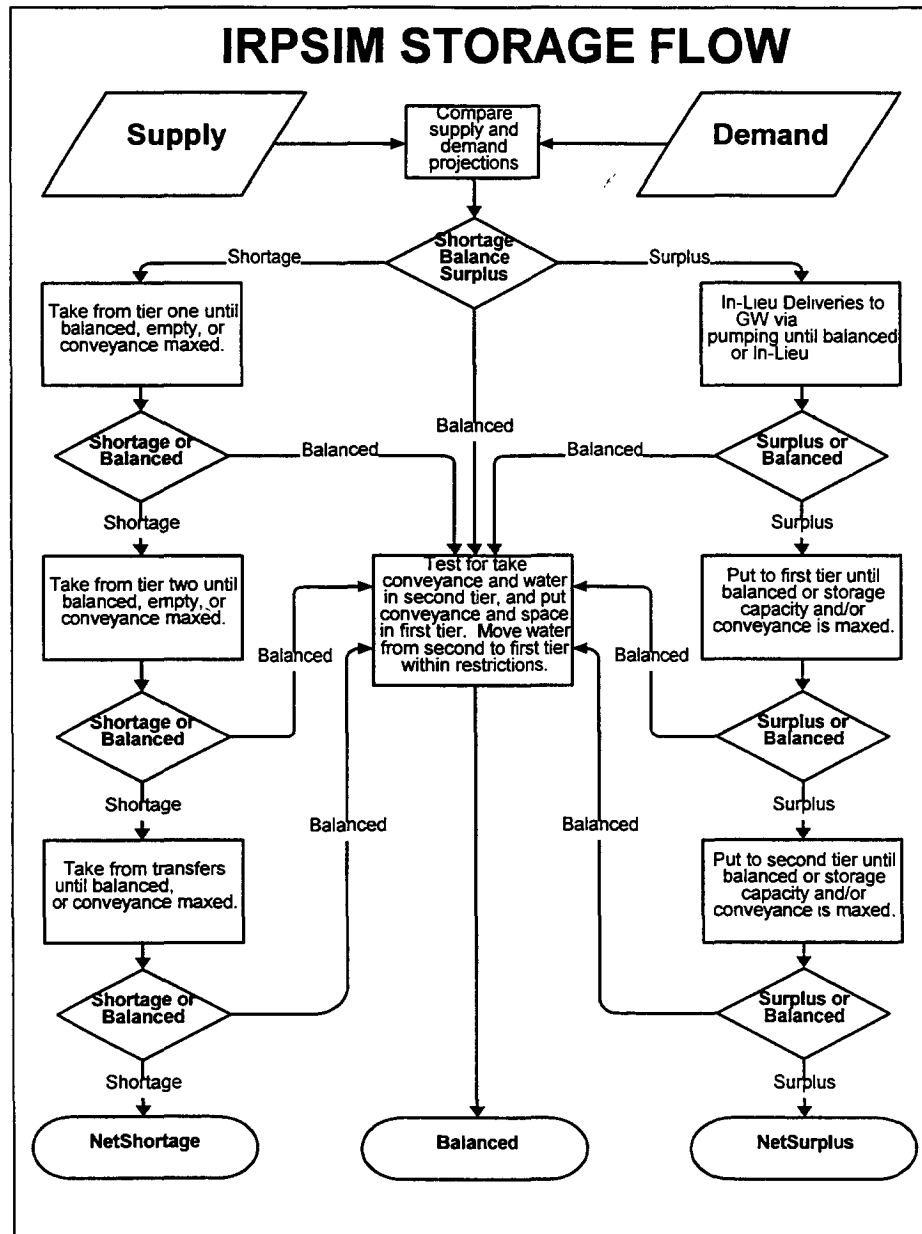 IRPSIM STORAGE FLOW
Supply
Compare
supply and
demand
projections
Demand
Shortage
Balance
Surplus
Shortage
Surplus
Take from tier one until
balanced, empty, or
conveyance maxed.
In-Lieu Deliveries to
GW via
pumping until balanced
or In-Lieu
Balanced
Shortage or
Balanced
Balanced
Balanced
Surplus or
Balanced
Shortage
Surplus
Take from tier two until
balanced, empty, or
conveyance maxed.
Test for take
conveyance and water
in second tier, and put
conveyance and space
in first tier. Move water
from second to first tier
within restrictions.
Put to first tier until
balanced or storage
capacity and/or
conveyance is maxed.
Balanced
Balanced
Shortage or
Balanced
Surplus or
Balanced
Shortage
Surplus
Balanced
Balanced
Take from transfers
until balanced,
or conveyance maxed.
Put to second tier until
balanced or storage
capacity and/or
conveyance is maxed.
Shortage or
Balanced
Surplus or
Balanced
Shortage
Surplus
NetShortage
Balanced
NetSurplus